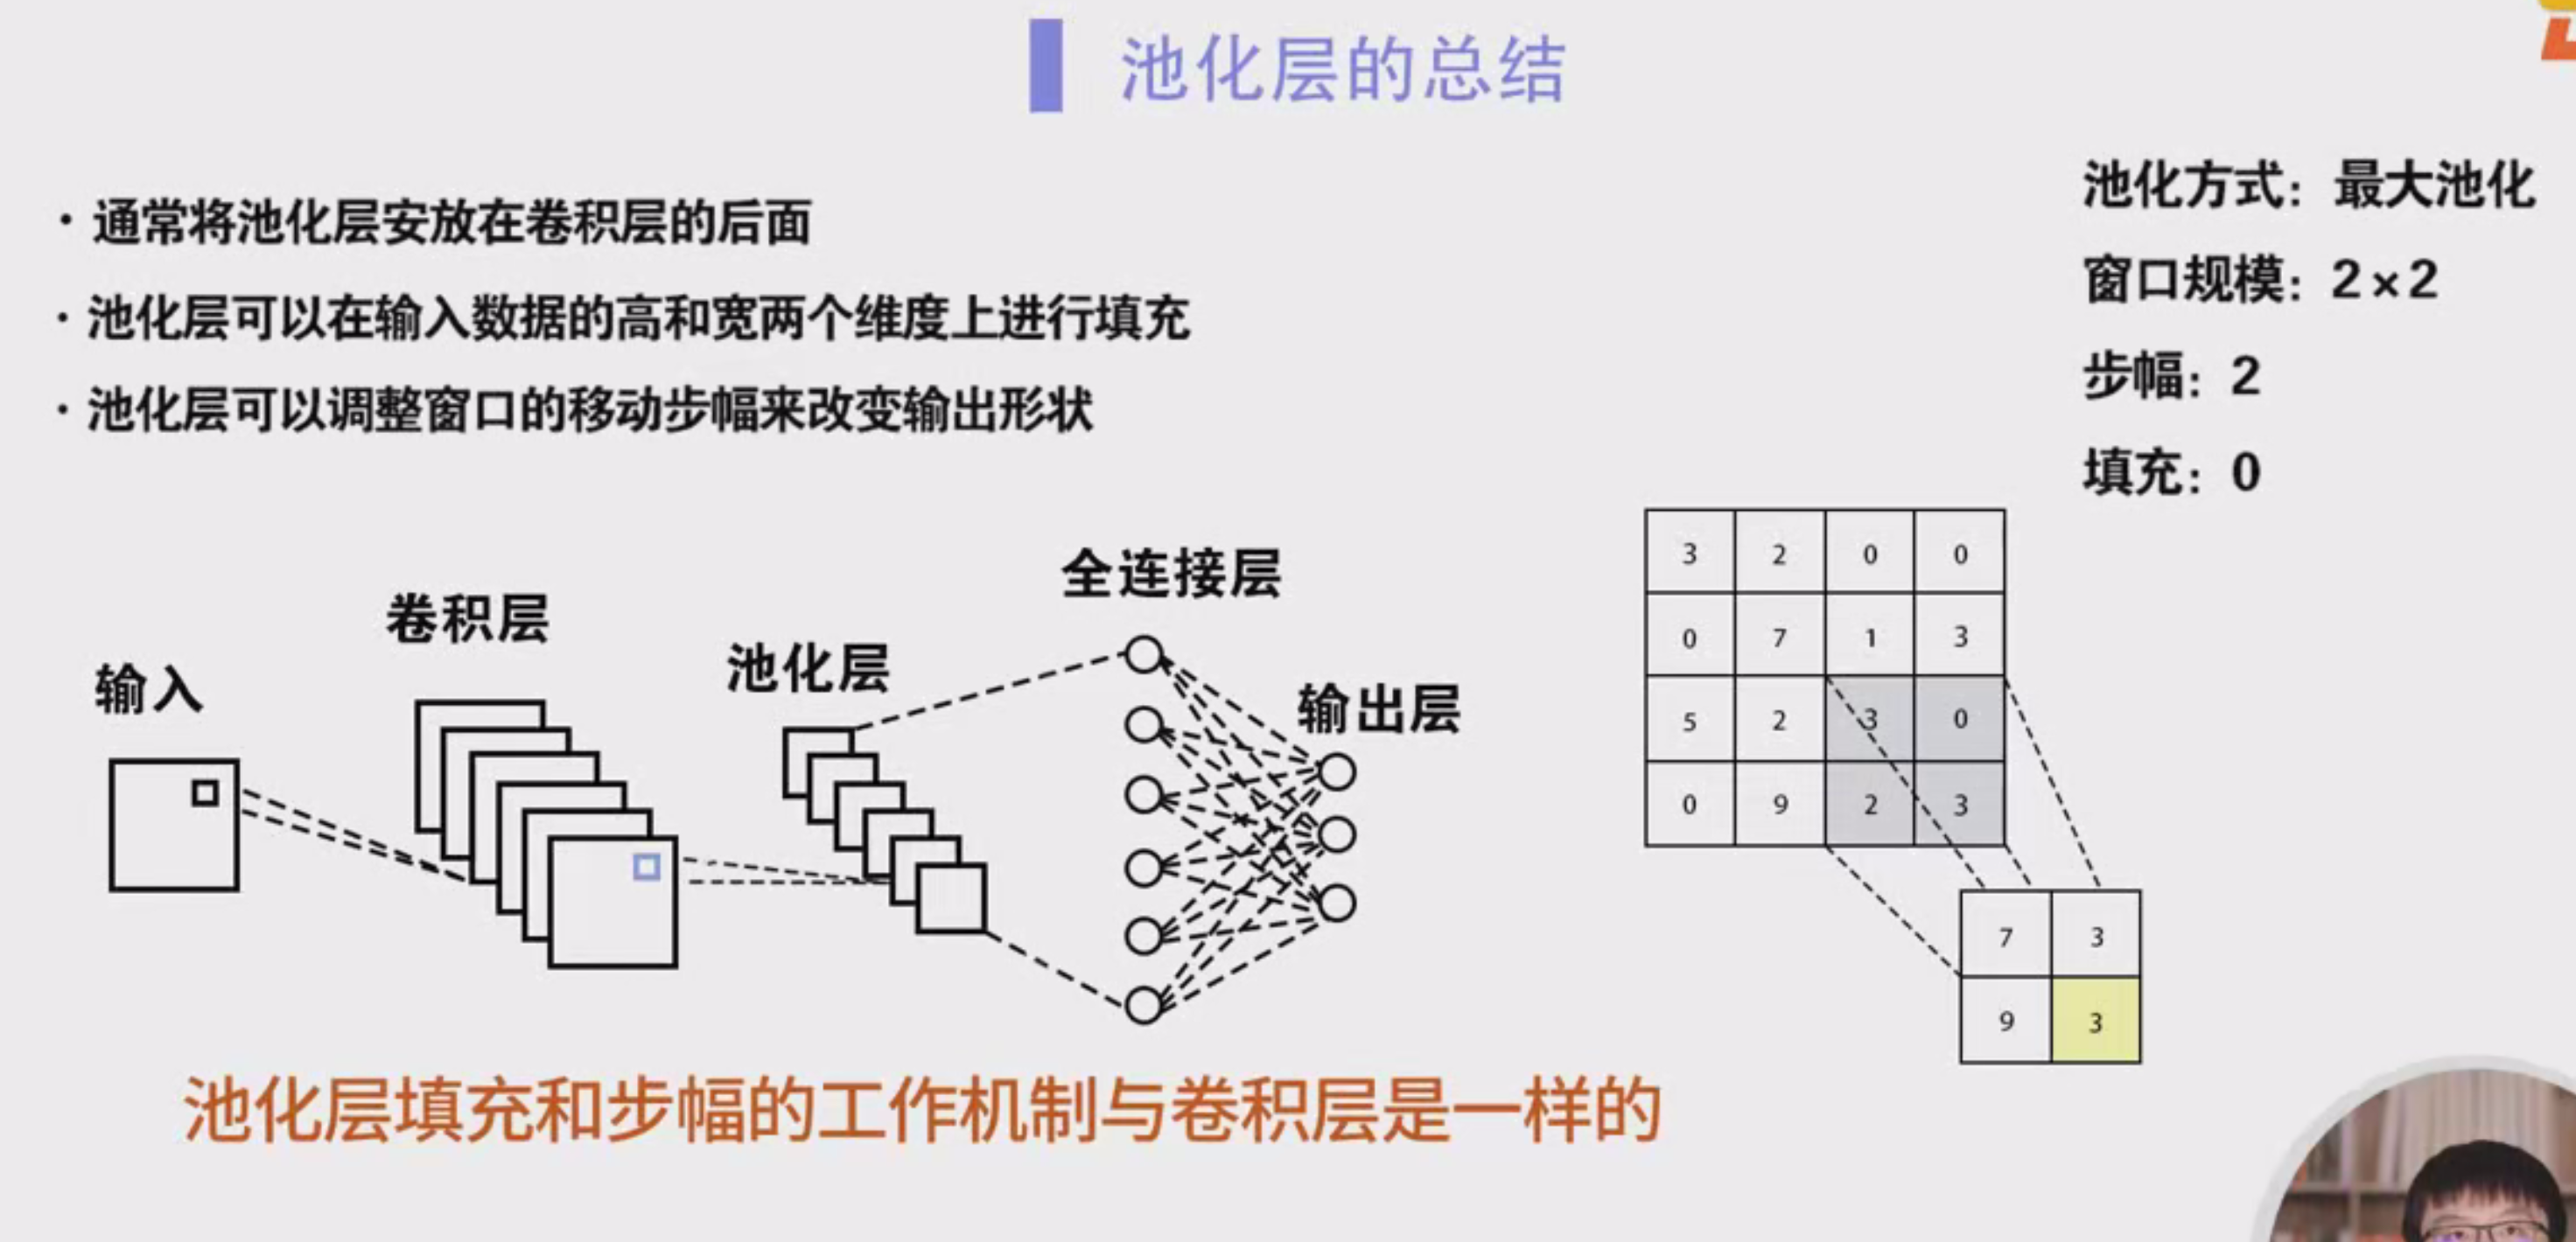 池化层的总结
· 通常将池化层安放在卷积层的后面
· 池化层可以在输入数据的高和宽两个维度上进行填充
· 池化层可以调整窗口的移动步幅来改变输出形状
池化方式：最大池化
窗口规模：2×2
步幅：2
填充：0
输入
卷积层
池化层
全连接层
输出层
3 2 0 0
0 7 1 3
5 2 3 0
0 9 2 3
7 3
9 3
池化层填充和步幅的工作机制与卷积层是一样的